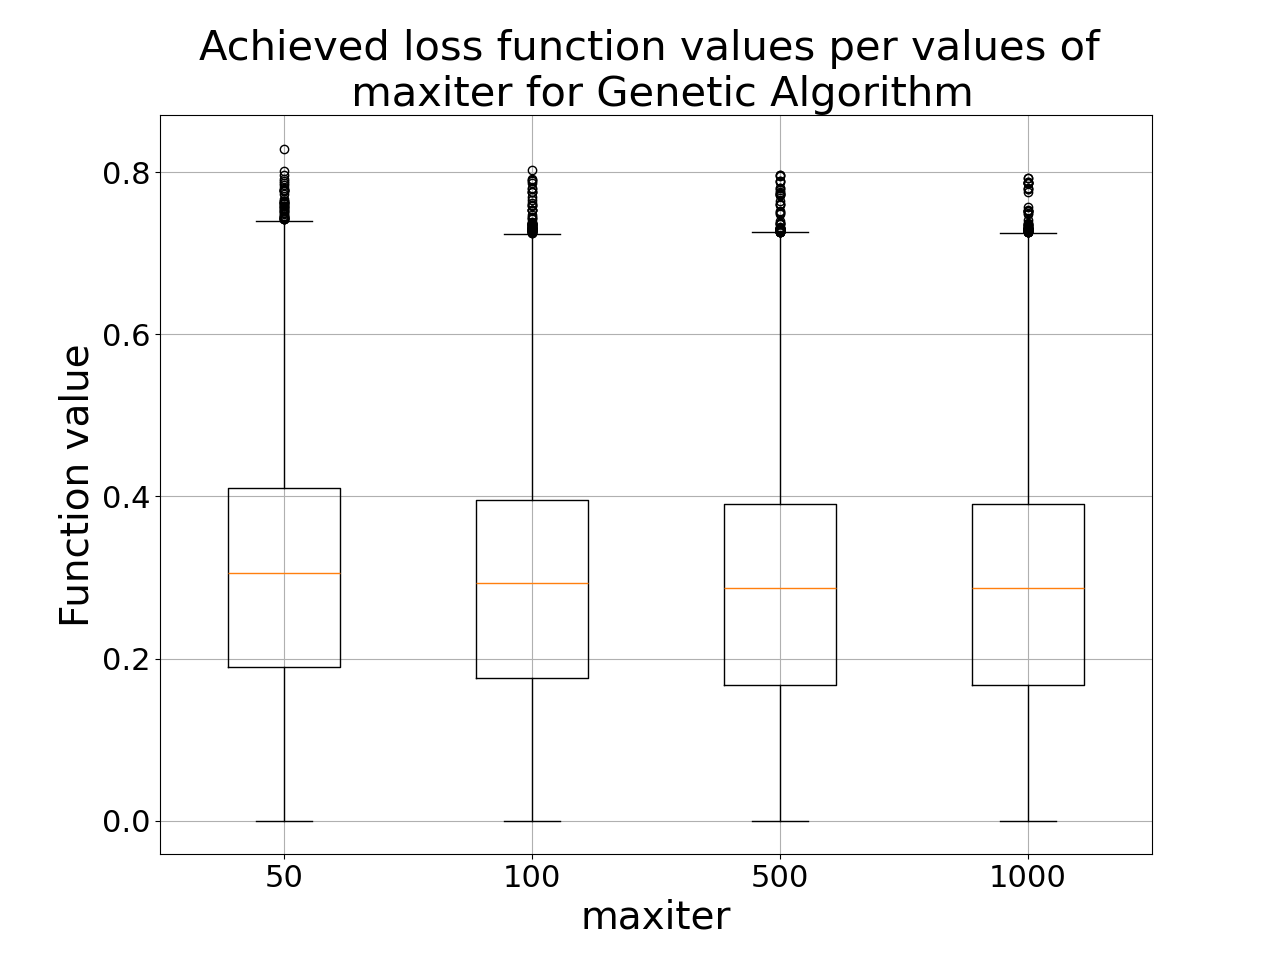 Achieved loss function values per values of
maxiter for Genetic Algorithm
Function value
0.8
0.6
0.4
0.2
0.0
50 100 500 1000
maxiter